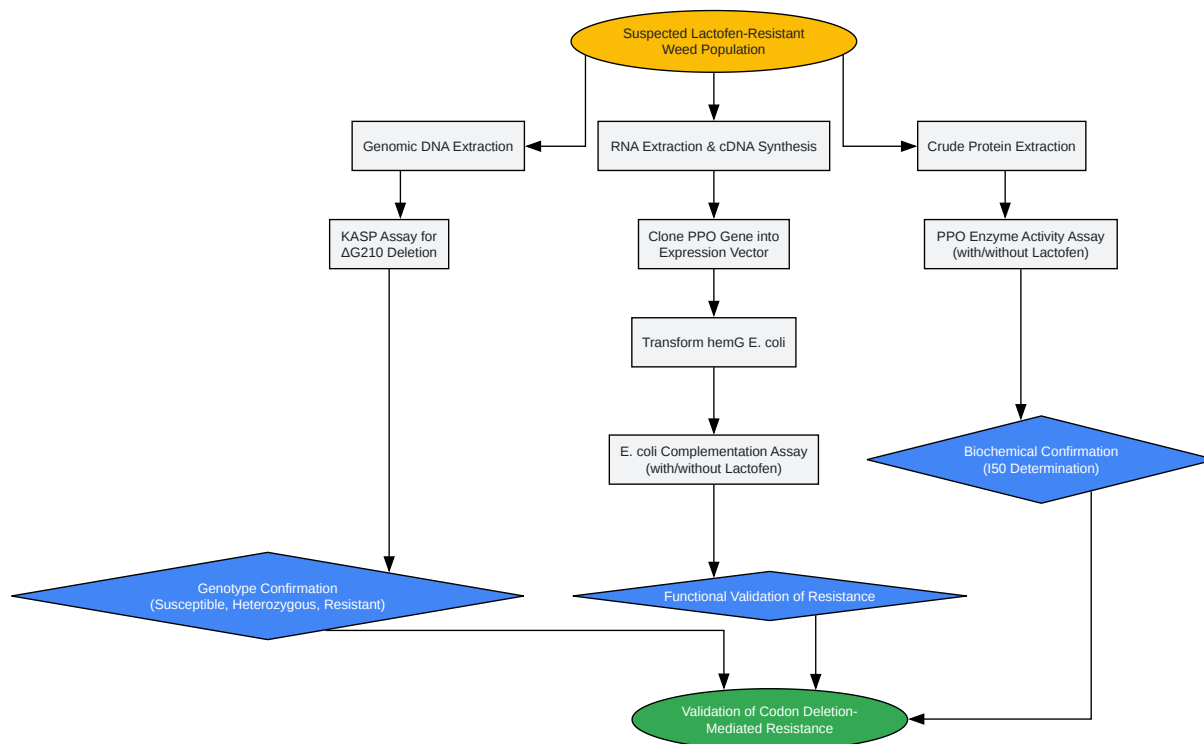 Suspected Lactofen-Resistant
Weed Population
Genomic DNA Extraction
RNA Extraction & cDNA Synthesis
Crude Protein Extraction
KASP Assay for
ΔG210 Deletion
Clone PPO Gene into
Expression Vector
PPO Enzyme Activity Assay
(with/without Lactofen)
Transform hemG E. coli
E. coli Complementation Assay
(with/without Lactofen)
Biochemical Confirmation
(I50 Determination)
Genotype Confirmation
(Susceptible, Heterozygous, Resistant)
Functional Validation of Resistance
Validation of Codon Deletion-
Mediated Resistance